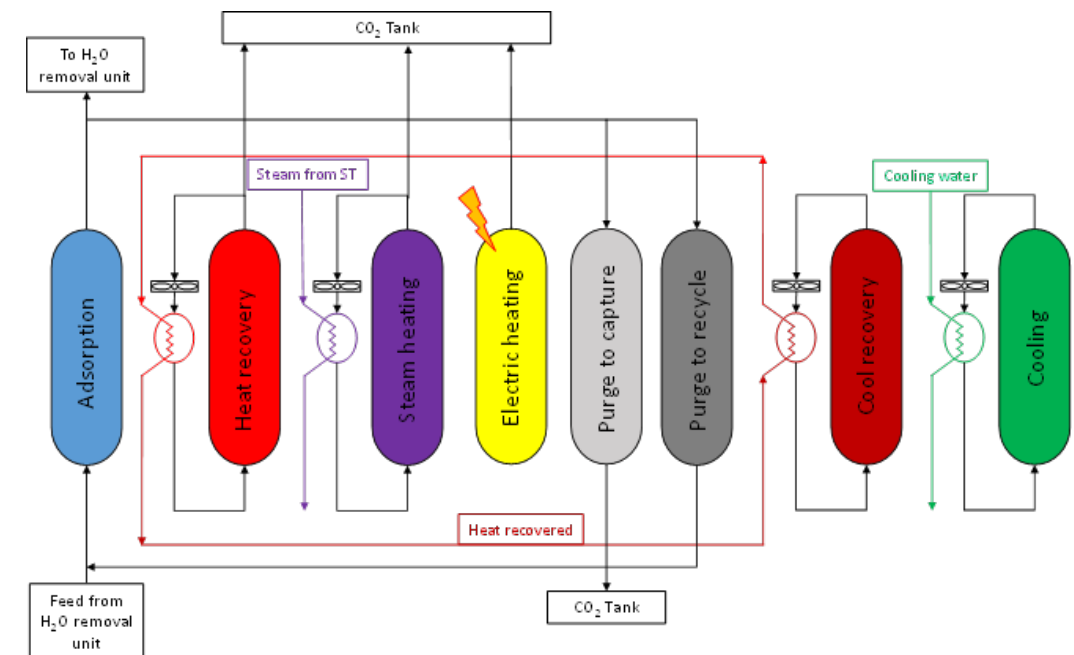 CO₂ Tank
To H₂O
removal unit
Steam from ST
Cooling water
Adsorption
Heat recovery
Steam heating
Electric heating
Purge to capture
Purge to recycle
Cool recovery
Cooling
Heat recovered
Feed from
H₂O removal
unit
CO₂ Tank